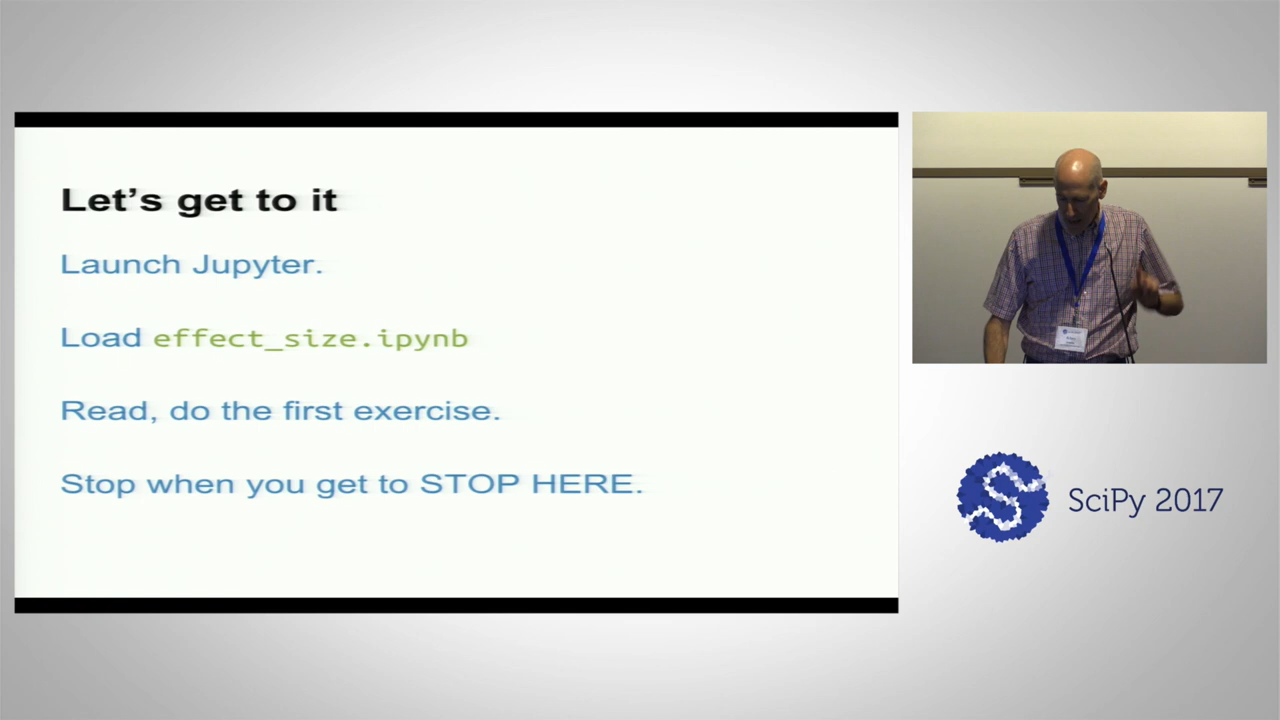 Let's get to it
Launch Jupyter.
Load effect_size.ipynb
Read, do the first exercise.
Stop when you get to STOP HERE.
SciPy 2017